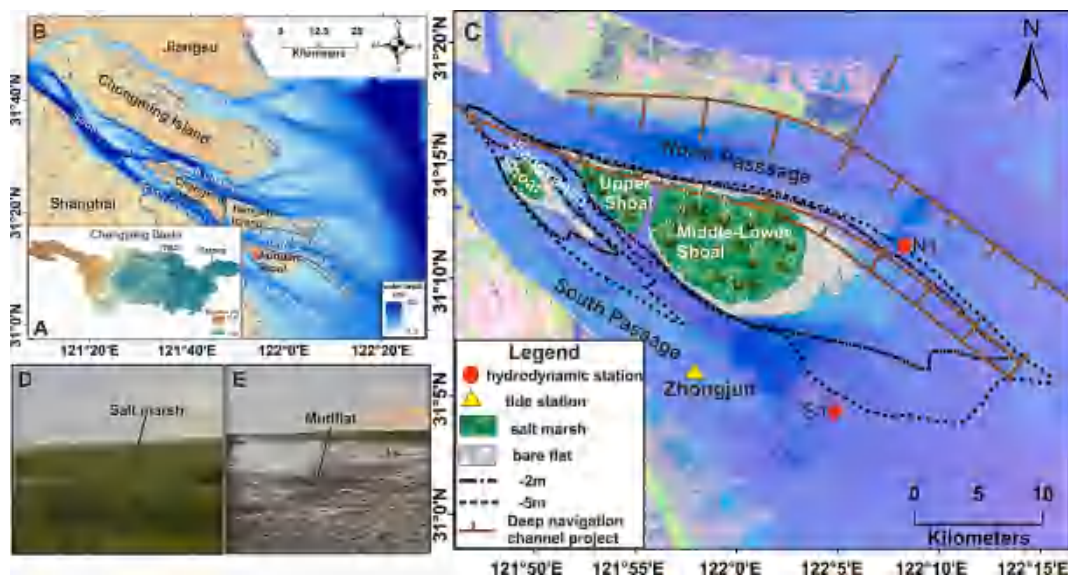 B
Jiangsu
0 12.5 25
Kilometers
N
Chongming Island
Shanghai
31°40'N
31°20'N
31°0'N
A
121°20'E
121°40'E
122°0'E
122°20'E
D
Salt marsh
E
Mudflat
C
N
North Passsage
Upper
Shoal
Middle-Lower
Shoal
N1
South Passage
Zhongjun
S1
31°20'N
31°15'N
31°10'N
31°5'N
31°0'N
Legend
hydrodynamic station
tide station
salt marsh
bare flat
-2m
-5m
Deep navigation
channel project
0 5 10
Kilometers
121°50'E
121°55'E
122°0'E
122°5'E
122°10'E
122°15'E